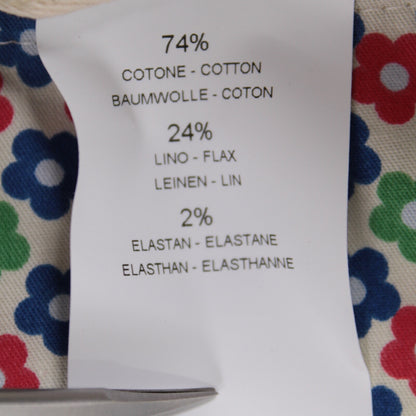 74%
COTONE - COTTON
BAUMWOLLE - COTON
24%
LINO - FLAX
LEINEN - LIN
2%
ELASTAN - ELASTANE
ELASTHAN - ELASTHANNE